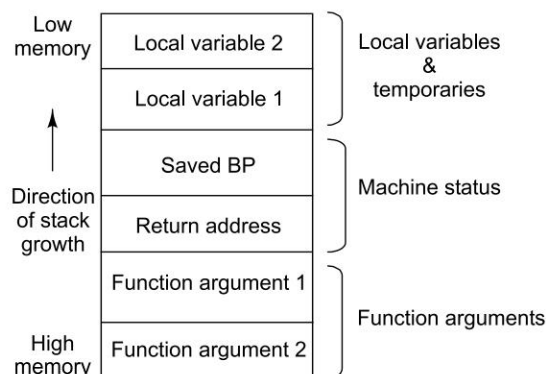 Low
memory
Local variable 2
Local variable 1
Local variables
&
temporaries
Direction
of stack
growth
Saved BP
Return address
Machine status
Function argument 1
Function argument 2
Function arguments
High
memory